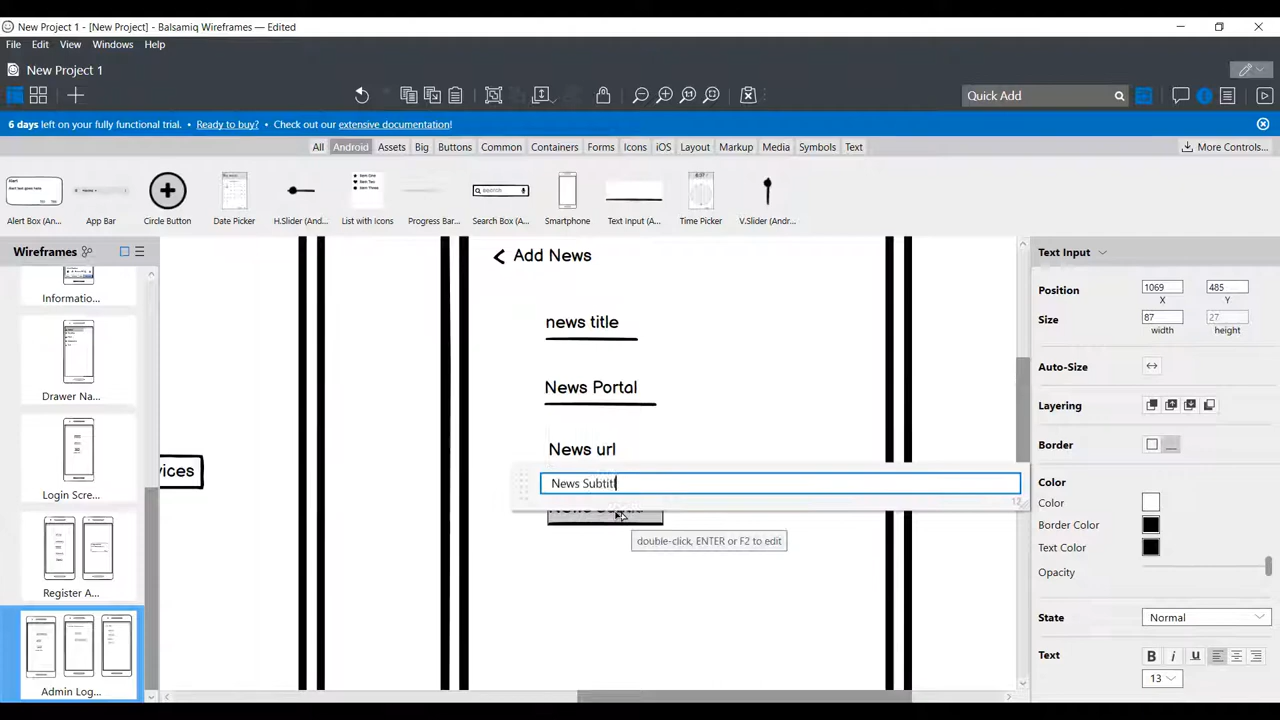 New Project 1 - [New Project] - Balsamiq Wireframes — Edited
File Edit View Windows Help
New Project 1
Quick Add
6 days left on your fully functional trial. • Ready to buy? • Check out our extensive documentation!
All Android Assets Big Buttons Common Containers Forms Icons iOS Layout Markup Media Symbols Text
More Controls...
Alert Box (An... App Bar Circle Button Date Picker H.Slider (And... List with Icons Progress Bar... Search Box (A... Smartphone Text Input (A... Time Picker V.Slider (Andr...
Wireframes
Informatio...
Drawer Na...
Login Scre...
Register A...
Admin Log...
vices
Add News
news title
News Portal
News url
News Subtitl
12
double-click, ENTER or F2 to edit
Text Input
Position 1069 485
X Y
Size 87 27
width height
Auto-Size
Layering
Border
Color
Color
Border Color
Text Color
Opacity
State Normal
Text B i u
13